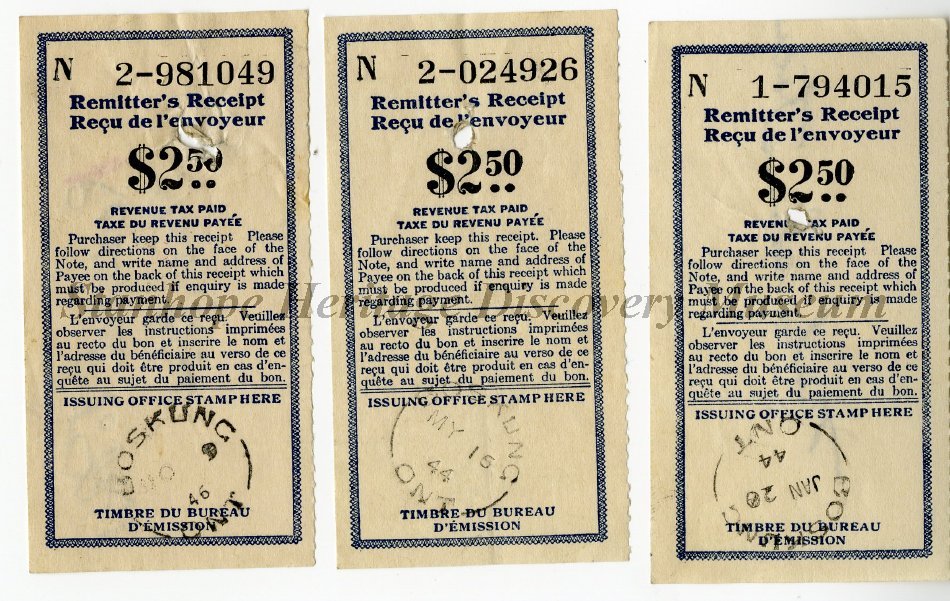 N 2-981049
Remitter's Receipt
Reçu de l'envoyeur
$2.50
REVENUE TAX PAID
TAXE DU REVENU PAYÉE
Purchaser keep this receipt Please
follow directions on the face of the
Note, and write name and address of
Payee on the back of this receipt which
must be produced if enquiry is made
regarding payment.
L'envoyeur garde ce reçu. Veuillez
observer les instructions imprimées
au recto du bon et inscrire le nom et
l'adresse du bénéficiaire au verso de ce
reçu qui doit être produit en cas d'en-
quête au sujet du paiement du bon.
ISSUING OFFICE STAMP HERE
BOSKUNG
46
TIMBRE DU BUREAU
D'ÉMISSION
N 2-024926
Remitter's Receipt
Reçu de l'envoyeur
$2.50
REVENUE TAX PAID
TAXE DU REVENU PAYÉE
Purchaser keep this receipt. Please
follow directions on the face of the
Note, and write name and address of
Payee on the back of this receipt which
must be produced if enquiry is made
regarding payment.
L'envoyeur garde ce reçu. Veuillez
observer les instructions imprimées
au recto du bon et inscrire le nom et
l'adresse du bénéficiaire au verso de ce
reçu qui doit être produit en cas d'en-
quête au sujet du paiement du bon.
ISSUING OFFICE STAMP HERE
MY 16
44
ONT
TIMBRE DU BUREAU
D'ÉMISSION
N 1-794015
Remitter's Receipt
Reçu de l'envoyeur
$2.50
REVENUE TAX PAID
TAXE DU REVENU PAYÉE
Purchaser keep this receipt Please
follow directions on the face of the
Note, and write name and address of
Payee on the back of this receipt which
must be produced if enquiry is made
regarding payment.
L'envoyeur garde ce reçu. Veuillez
observer les instructions imprimées
au recto du bon et inscrire le nom et
l'adresse du bénéficiaire au verso de ce
reçu qui doit être produit en cas d'en-
quête au sujet du paiement du bon.
ISSUING OFFICE STAMP HERE
ONT
44
JAN 20
TIMBRE DU BUREAU
D'ÉMISSION
Stanhope Heritage Discovery Museum